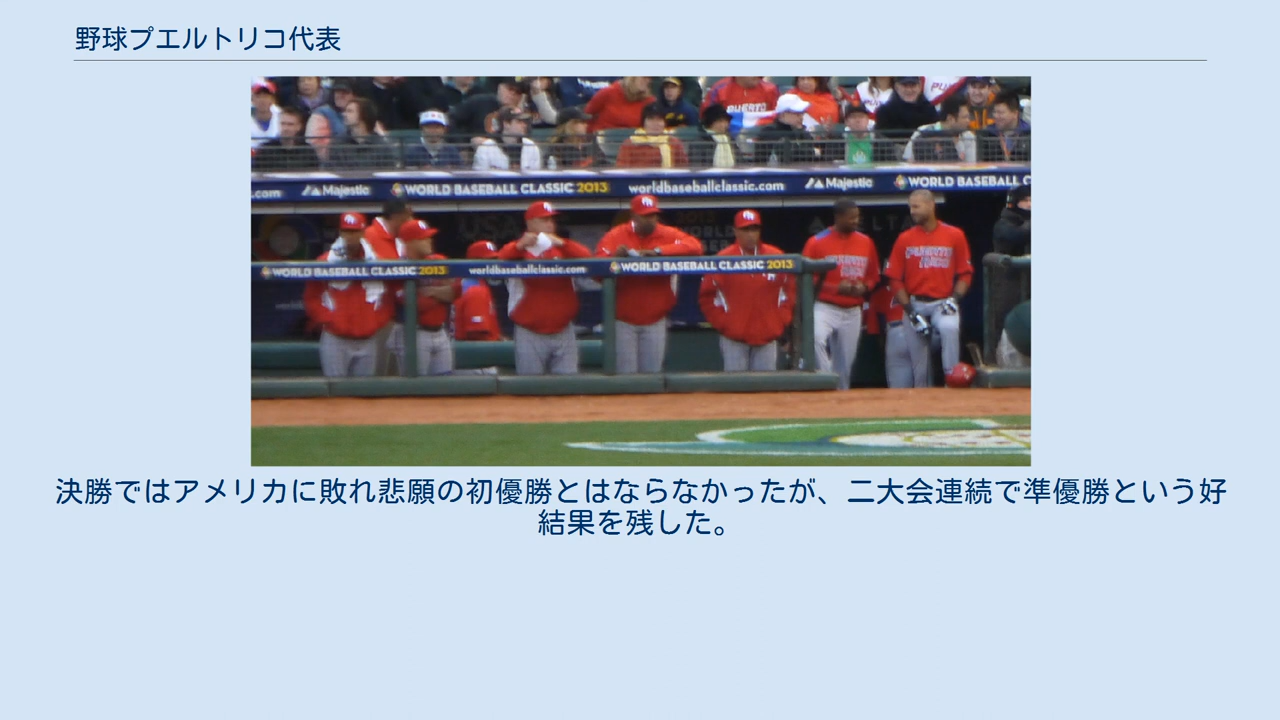 野球プエルトリコ代表
PUERTO
.com
Majestic
WORLD BASEBALL CLASSIC 2013
worldbaseballclassic.com
Majestic
WORLD BASEBALL C
WORLD BASEBALL CLASSIC 2013
worldbaseballclassic.com
WORLD BASEBALL CLASSIC 2013
決勝ではアメリカに敗れ悲願の初優勝とはならなかったが、二大会連続で準優勝という好
結果を残した。